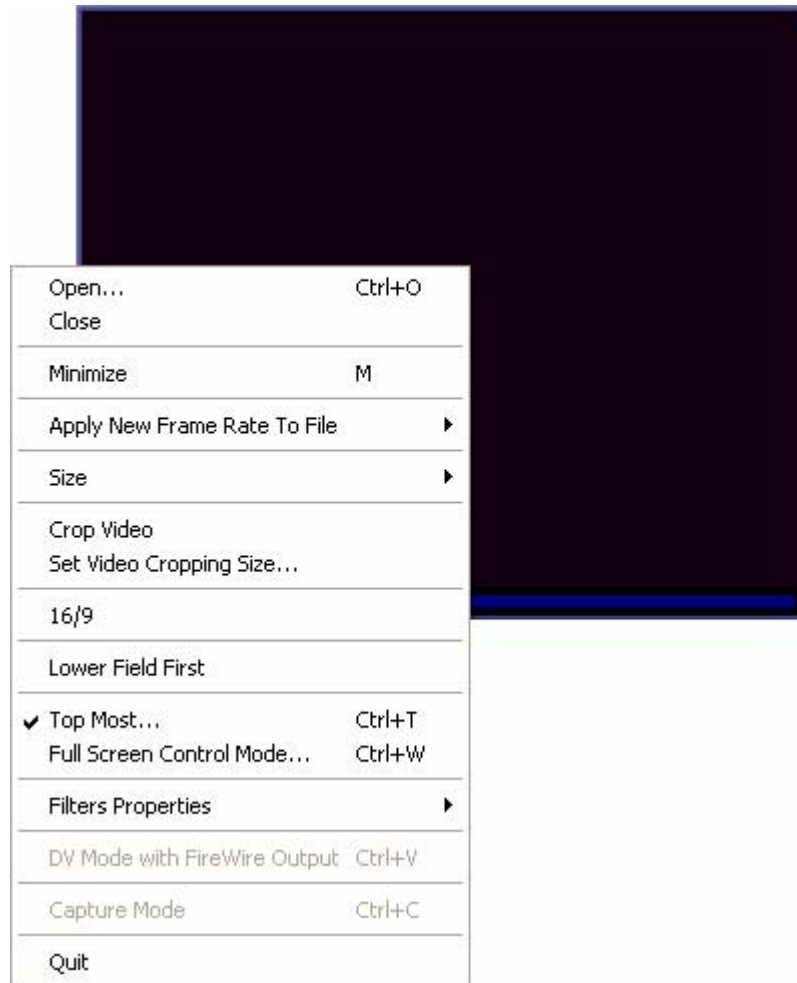 Open... Ctrl+O
Close
Minimize M
Apply New Frame Rate To File
Size
Crop Video
Set Video Cropping Size...
16/9
Lower Field First
Top Most... Ctrl+T
Full Screen Control Mode... Ctrl+W
Filters Properties
DV Mode with FireWire Output Ctrl+V
Capture Mode Ctrl+C
Quit